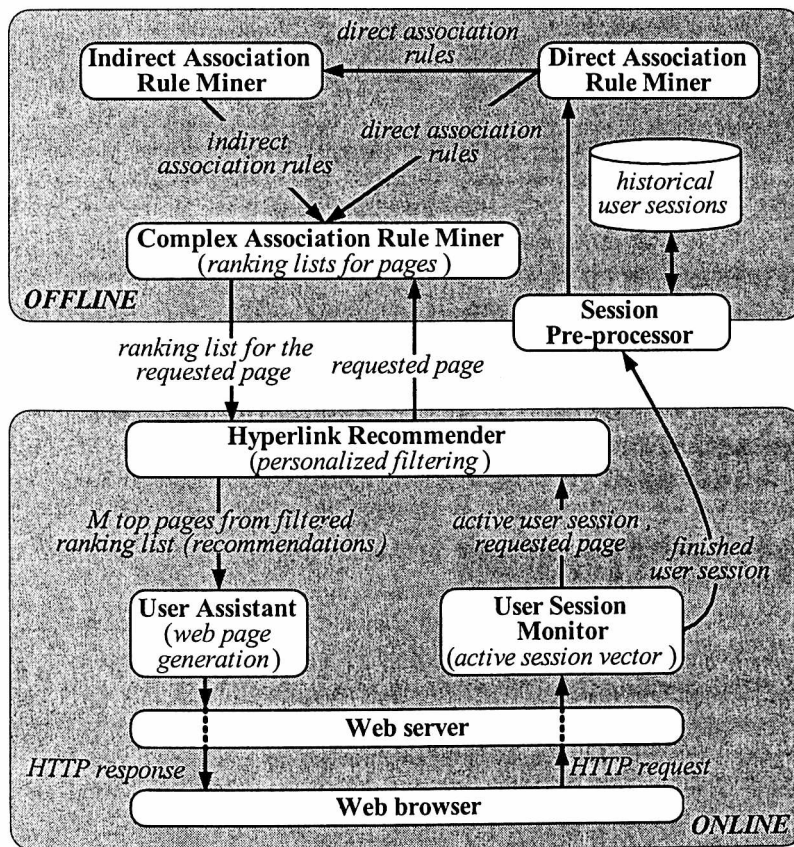 direct association
rules
Indirect Association
Rule Miner
Direct Association
Rule Miner
indirect
association rules
direct association
rules
historical
user sessions
Complex Association Rule Miner
(ranking lists for pages )
OFFLINE
Session
Pre-processor
ranking list for the
requested page
requested page
Hyperlink Recommender
(personalized filtering )
M top pages from filtered
ranking list (recommendations)
active user session ,
requested page
finished
user session
User Assistant
(web page
generation)
User Session
Monitor
(active session vector )
Web server
HTTP response
HTTP request
Web browser
ONLINE